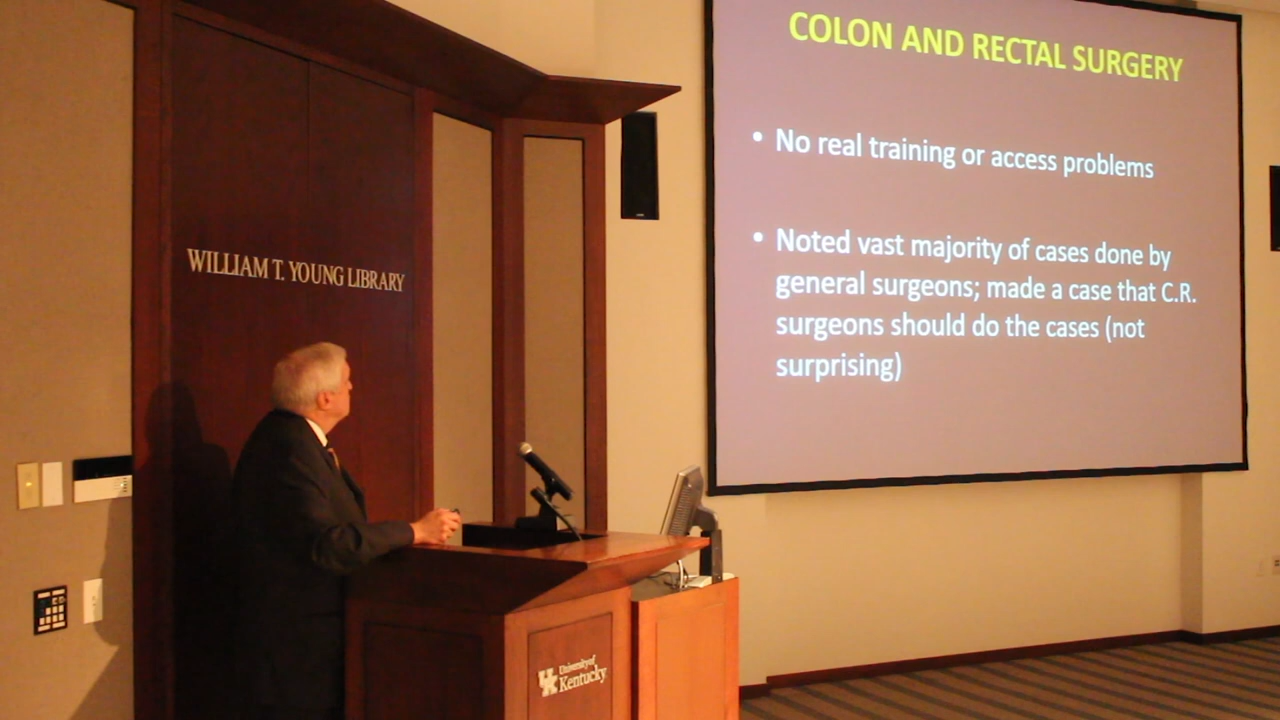 COLON AND RECTAL SURGERY
• No real training or access problems
• Noted vast majority of cases done by
general surgeons; made a case that C.R.
surgeons should do the cases (not
surprising)
WILLIAM T. YOUNG LIBRARY
UK
University of
Kentucky